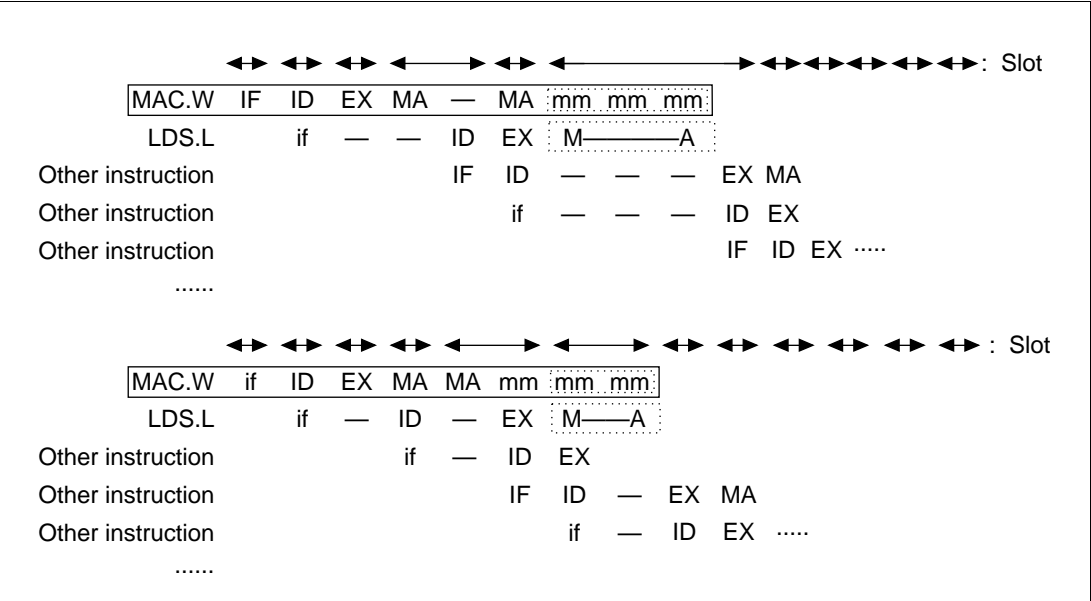 : Slot
MAC.W IF ID EX MA — MA mm mm mm
LDS.L if — — ID EX M———A
Other instruction IF ID — — — EX MA
Other instruction if — — — ID EX
Other instruction IF ID EX .....
......
: Slot
MAC.W if ID EX MA MA mm mm mm
LDS.L if — ID — EX M——A
Other instruction if — ID EX
Other instruction IF ID — EX MA
Other instruction if — ID EX .....
......